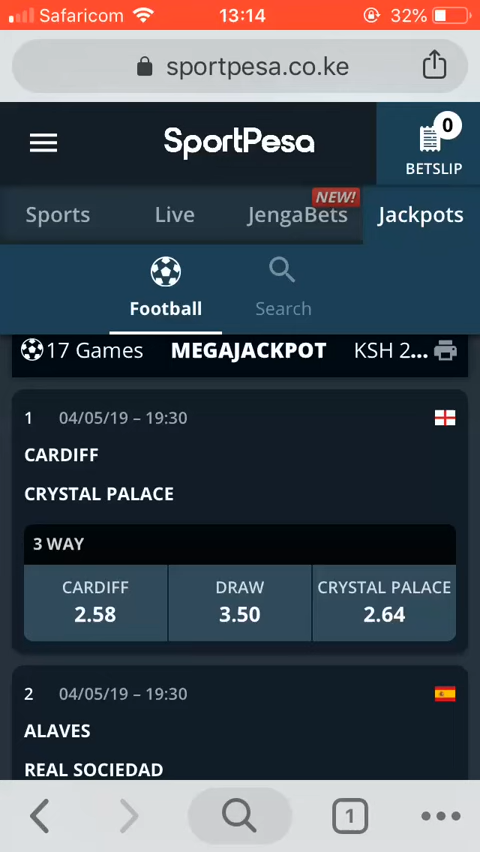 Safaricom 13:14 32%
sportpesa.co.ke
SportPesa 0
BETSLIP
NEW!
Sports Live JengaBets Jackpots
Football Search
17 Games MEGAJACKPOT KSH 2...
1 04/05/19 – 19:30
CARDIFF
CRYSTAL PALACE
3 WAY
CARDIFF DRAW CRYSTAL PALACE
2.58 3.50 2.64
2 04/05/19 – 19:30
ALAVES
REAL SOCIEDAD
1